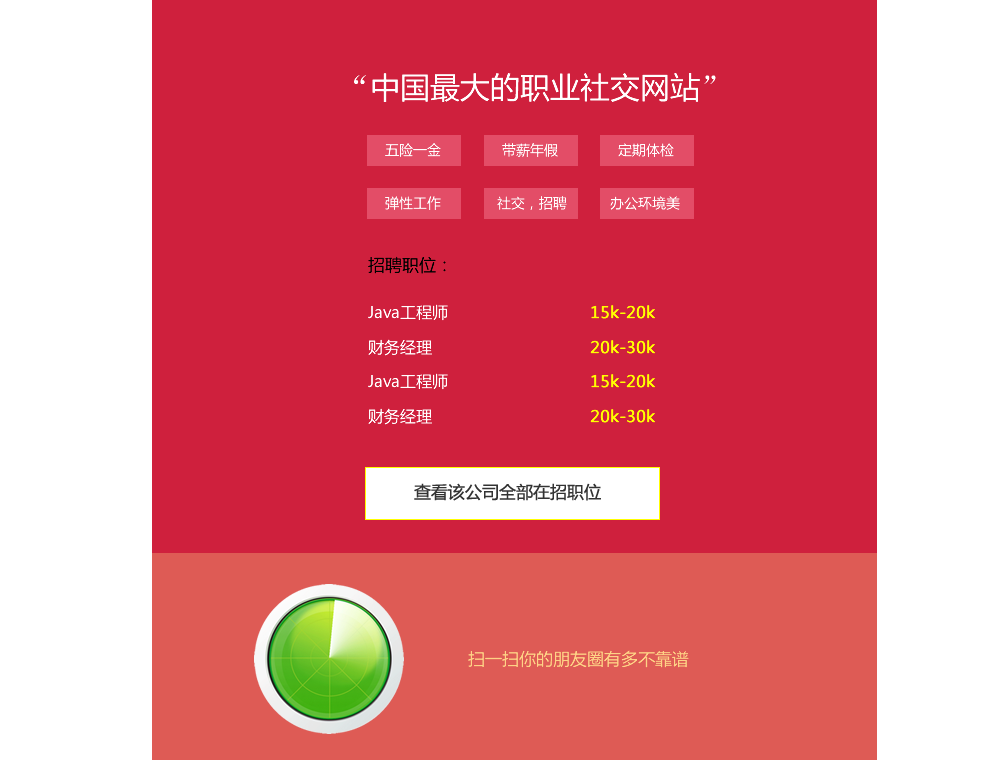 “中国最大的职业社交网站”
五险一金 带薪年假 定期体检
弹性工作 社交，招聘 办公环境美
招聘职位：
Java工程师 15k-20k
财务经理 20k-30k
Java工程师 15k-20k
财务经理 20k-30k
查看该公司全部在招职位
扫一扫你的朋友圈有多不靠谱